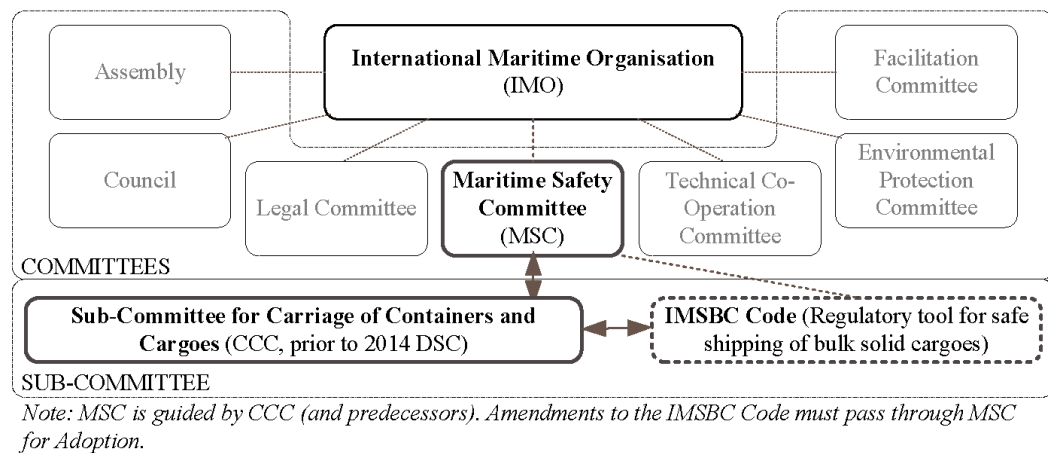 International Maritime Organisation
(IMO)
Assembly
Facilitation
Committee
Council
Legal Committee
Maritime Safety
Committee
(MSC)
Technical Co-
Operation
Committee
Environmental
Protection
Committee
COMMITTEES
Sub-Committee for Carriage of Containers and
Cargoes (CCC, prior to 2014 DSC)
IMSBC Code (Regulatory tool for safe
shipping of bulk solid cargoes)
SUB-COMMITTEE
Note: MSC is guided by CCC (and predecessors). Amendments to the IMSBC Code must pass through MSC
for Adoption.